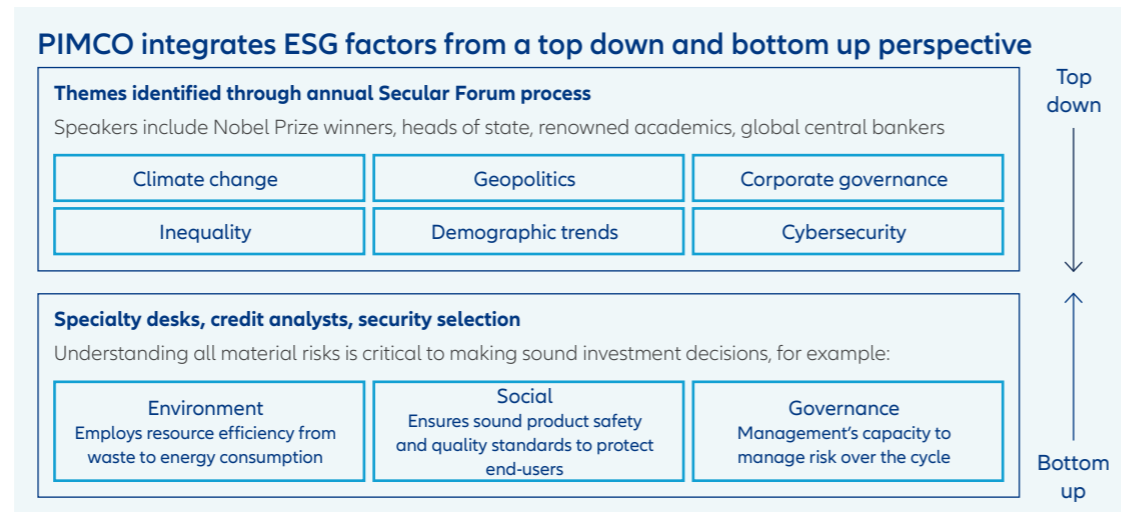 PIMCO integrates ESG factors from a top down and bottom up perspective
Top
down
Themes identified through annual Secular Forum process
Speakers include Nobel Prize winners, heads of state, renowned academics, global central bankers
Climate change
Geopolitics
Corporate governance
Inequality
Demographic trends
Cybersecurity
Specialty desks, credit analysts, security selection
Understanding all material risks is critical to making sound investment decisions, for example:
Environment
Employs resource efficiency from
waste to energy consumption
Social
Ensures sound product safety
and quality standards to protect
end-users
Governance
Management’s capacity to
manage risk over the cycle
Bottom
up